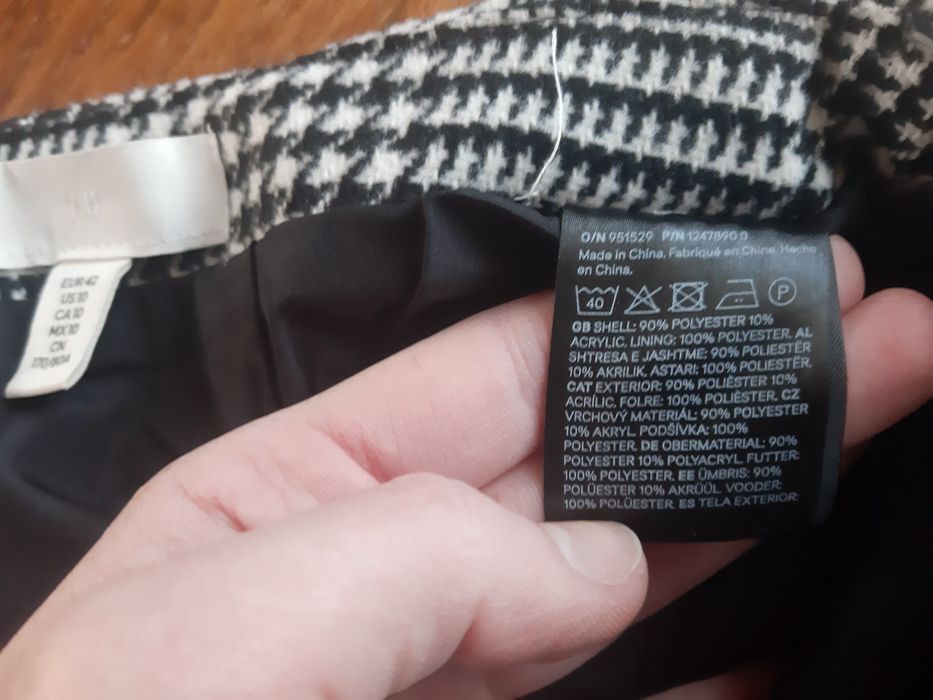 H&M
EUR 42
US 10
CA 10
MX 10
CN
170/80A
O/N 951529 P/N 1247890 0
Made in China. Fabriqué en Chine. Hecho
en China.
40
P
GB SHELL: 90% POLYESTER 10%
ACRYLIC, LINING: 100% POLYESTER. AL
SHTRESA E JASHTME: 90% POLIESTËR
10% AKRILIK, ASTARI: 100% POLIESTËR.
CAT EXTERIOR: 90% POLIÈSTER 10%
ACRÍLIC, FOLRE: 100% POLIÈSTER. CZ
VRCHOVÝ MATERIÁL: 90% POLYESTER
10% AKRYL, PODŠÍVKA: 100%
POLYESTER. DE OBERMATERIAL: 90%
POLYESTER 10% POLYACRYL, FUTTER:
100% POLYESTER. EE ÜMBRIS: 90%
POLÜESTER 10% AKRÜÜL, VOODER:
100% POLÜESTER. ES TELA EXTERIOR: